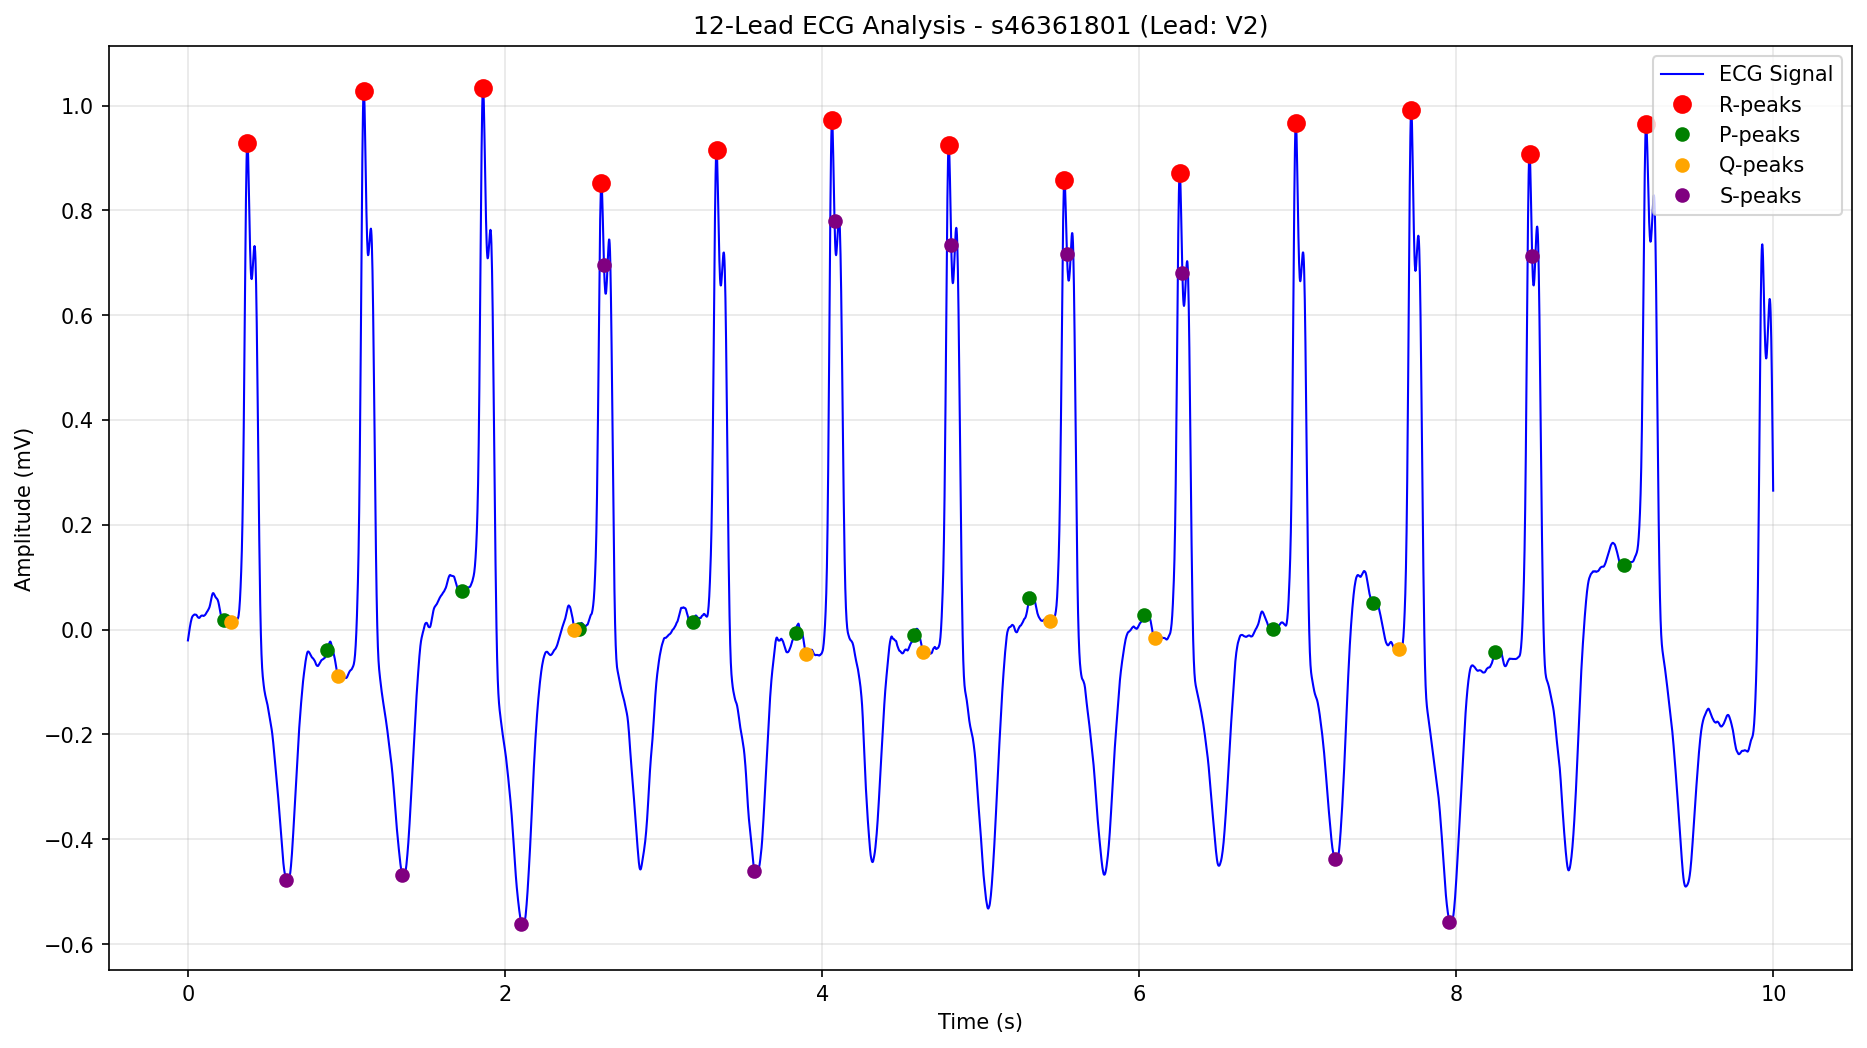 12-Lead ECG Analysis - s46361801 (Lead: V2)
ECG Signal
R-peaks
P-peaks
Q-peaks
S-peaks
Amplitude (mV)
1.0
0.8
0.6
0.4
0.2
0.0
−0.2
−0.4
−0.6
0 2 4 6 8 10
Time (s)